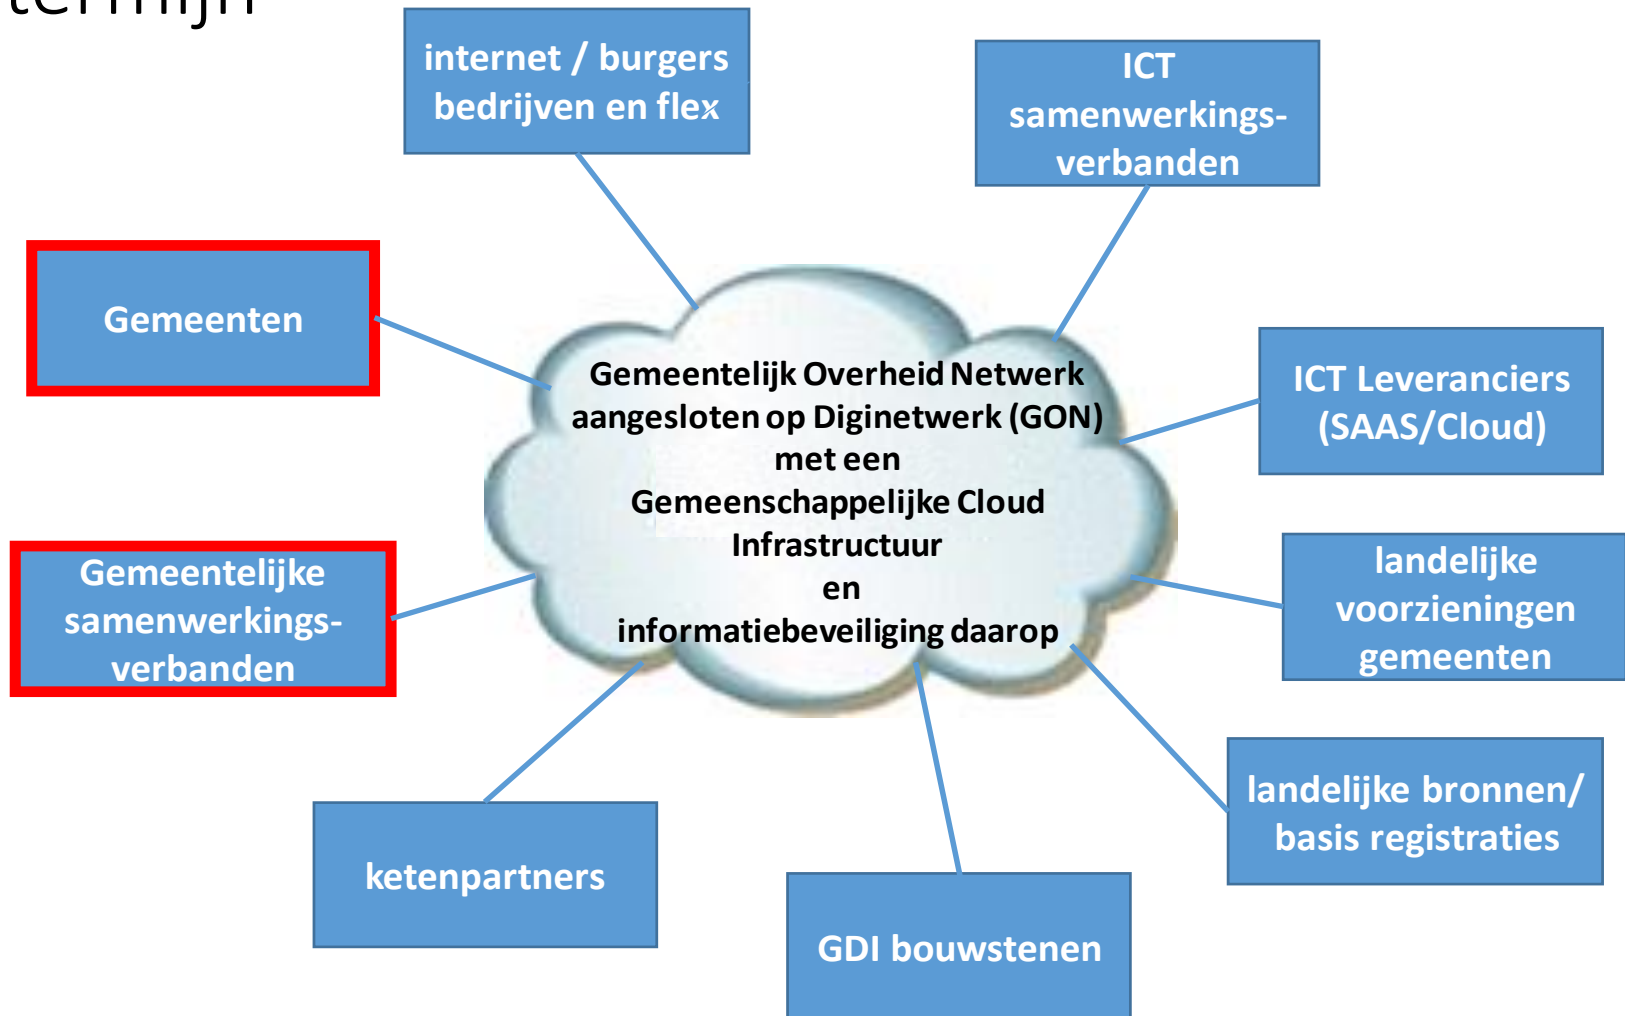 termijn
internet / burgers
bedrijven en flex
ICT
samenwerkings-
verbanden
Gemeenten
ICT Leveranciers
(SAAS/Cloud)
Gemeentelijk Overheid Netwerk
aangesloten op Diginetwerk (GON)
met een
Gemeenschappelijke Cloud
Infrastructuur
en
informatiebeveiliging daarop
Gemeentelijke
samenwerkings-
verbanden
landelijke
voorzieningen
gemeenten
landelijke bronnen/
basis registraties
ketenpartners
GDI bouwstenen